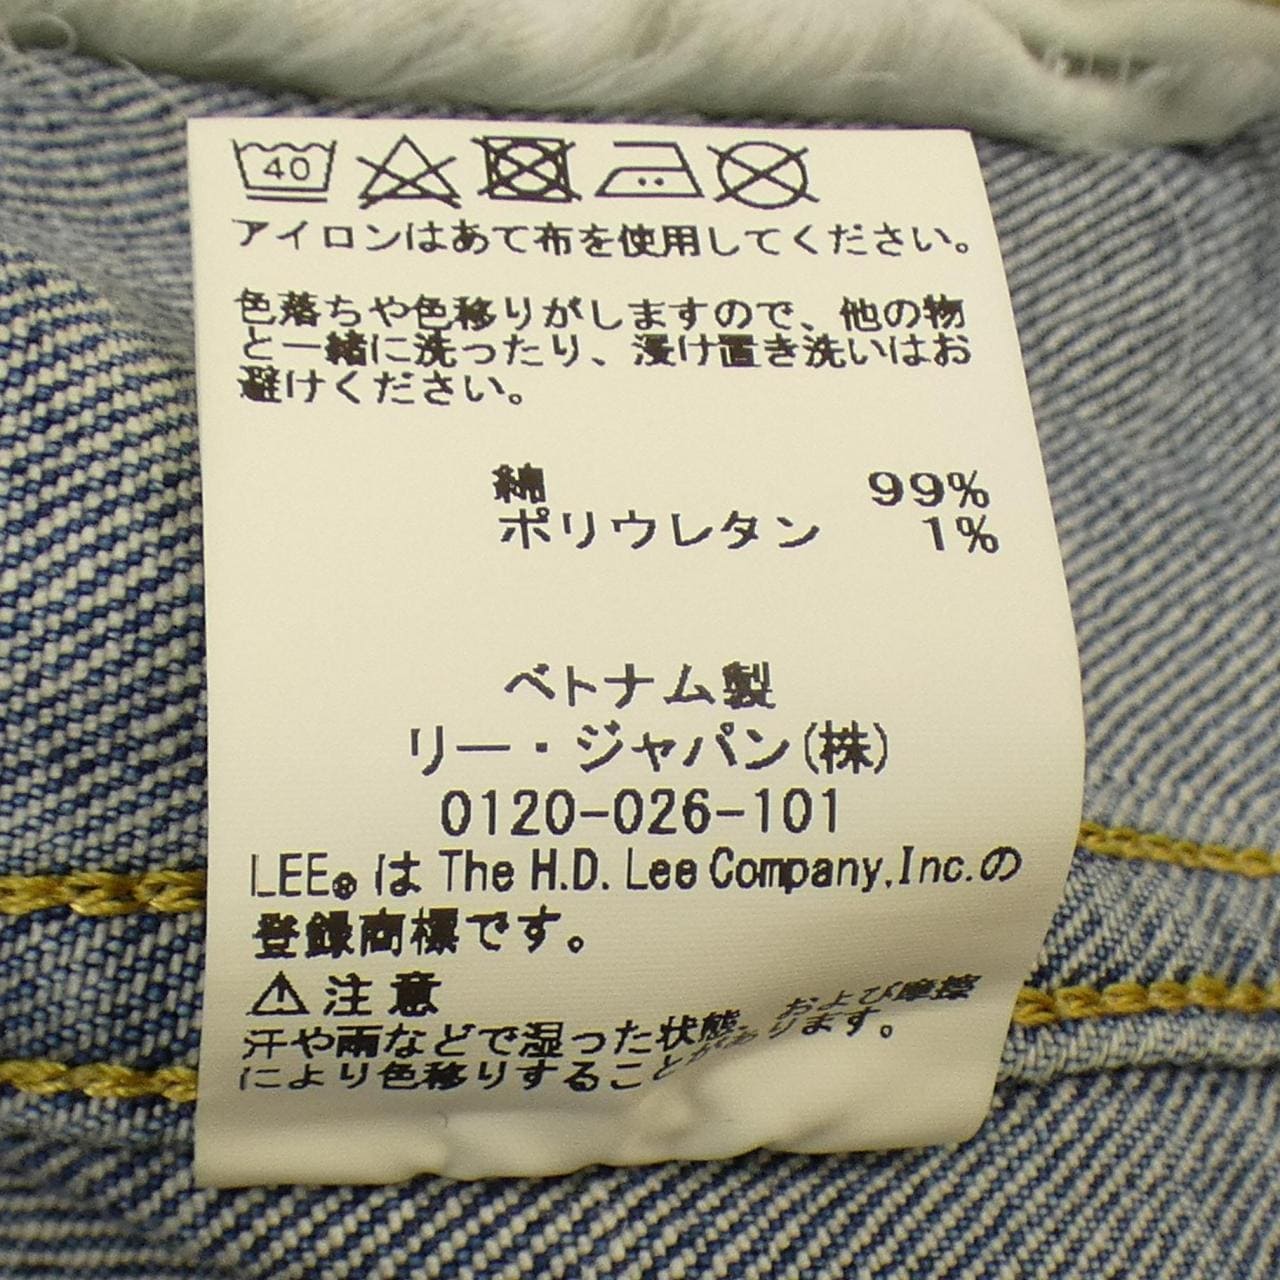 40
アイロンはあて布を使用してください。
色落ちや色移りがしますので、他の物
と一緒に洗ったり、浸け置き洗いはお
避けください。
綿 99%
ポリウレタン 1%
ベトナム製
リー・ジャパン(株)
0120-026-101
LEE®は The H.D. Lee Company,Inc.の
登録商標です。
⚠注意
汗や雨などで湿った状態、および摩擦
により色移りすることがあります。